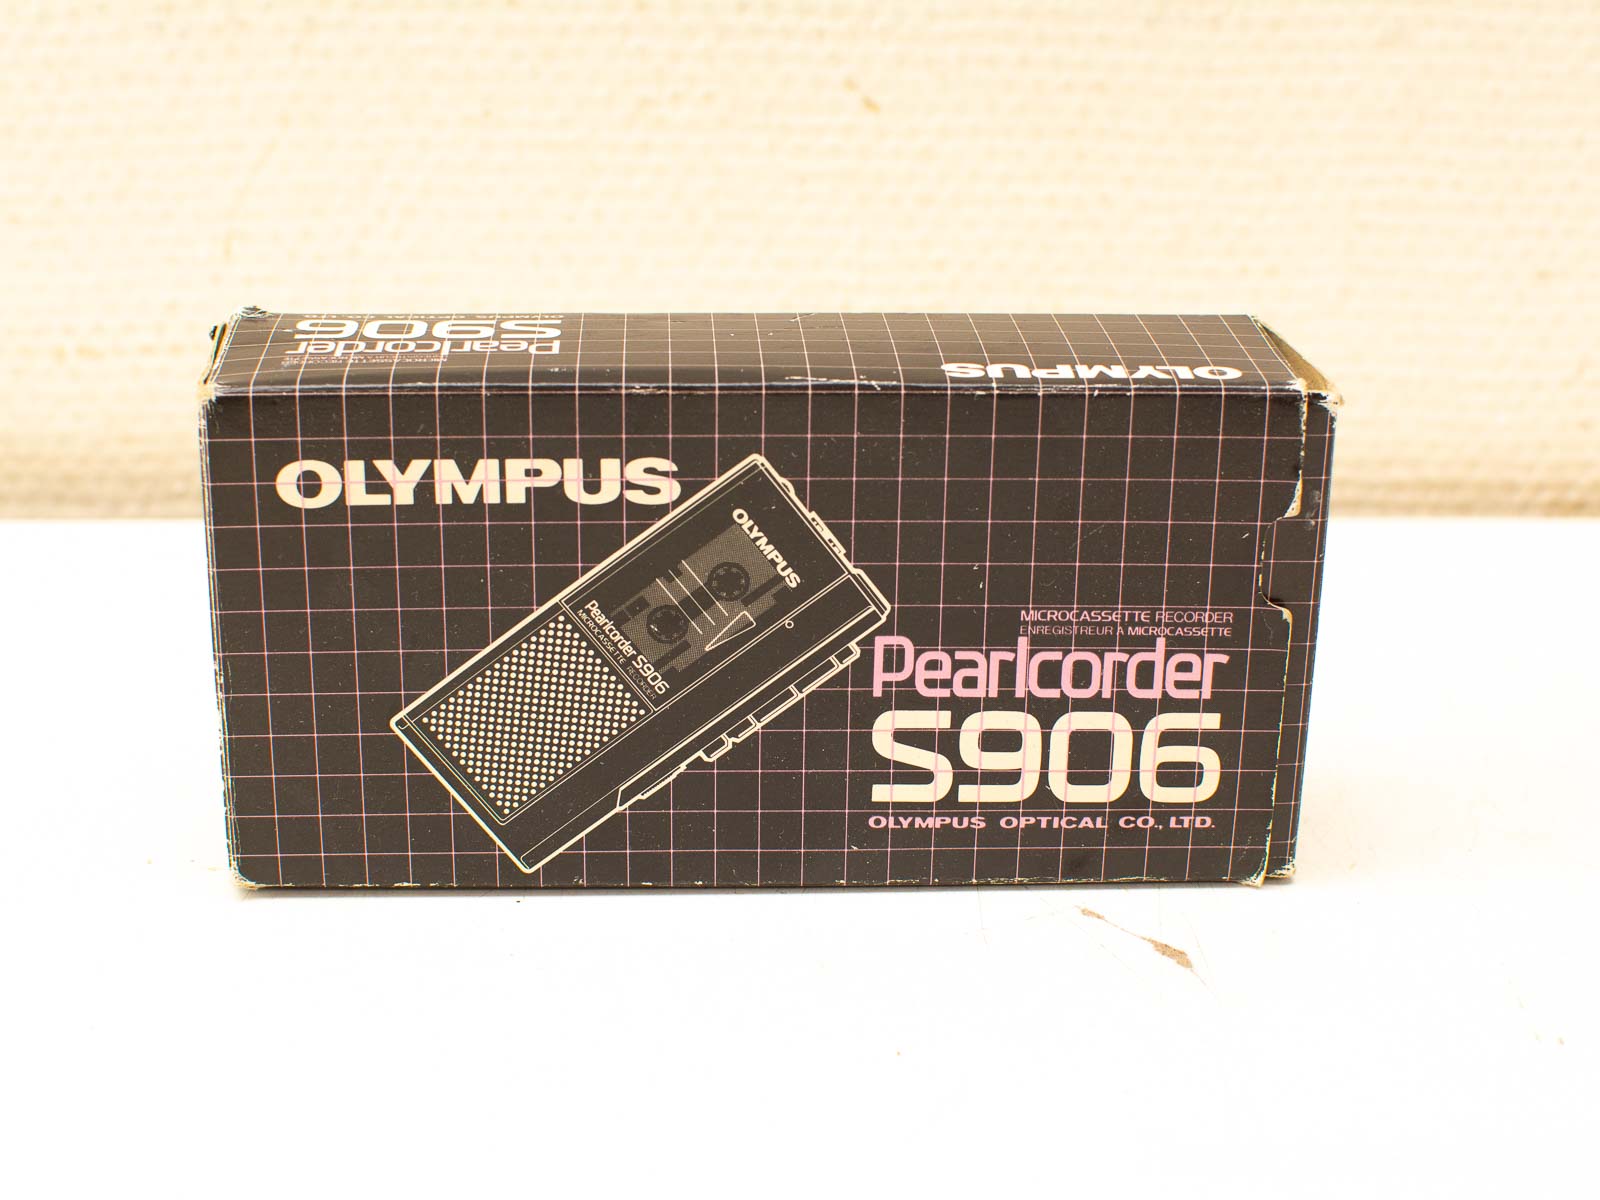 Pearlcorder
S906
OLYMPUS
OLYMPUS
OLYMPUS
Pearlcorder S906
MICROCASSETTE RECORDER
MICROCASSETTE RECORDER
ENREGISTREUR À MICROCASSETTE
Pearlcorder
S906
OLYMPUS OPTICAL CO., LTD.